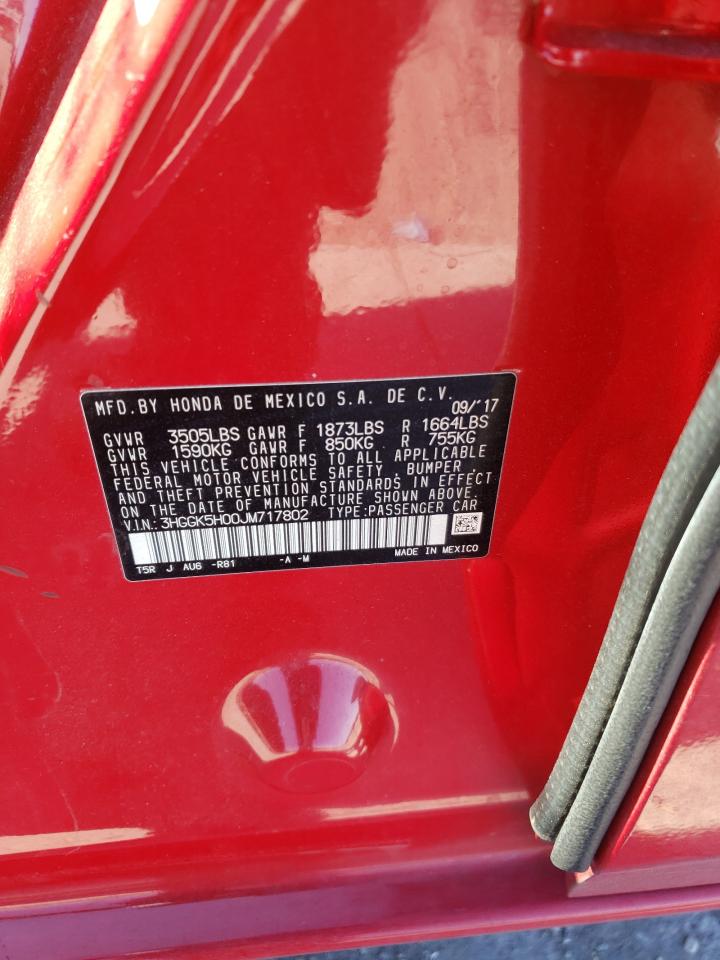 MFD.BY HONDA DE MEXICO S.A. DE C.V.
09/'17
GVWR 3505LBS GAWR F 1873LBS R 1664LBS
GVWR 1590KG GAWR F 850KG R 755KG
THIS VEHICLE CONFORMS TO ALL APPLICABLE
FEDERAL MOTOR VEHICLE SAFETY, BUMPER,
AND THEFT PREVENTION STANDARDS IN EFFECT
ON THE DATE OF MANUFACTURE SHOWN ABOVE.
V.I.N.: 3HGGK5H00JM717802 TYPE:PASSENGER CAR
MADE IN MEXICO
T5R J AU6 -R81 -A -M